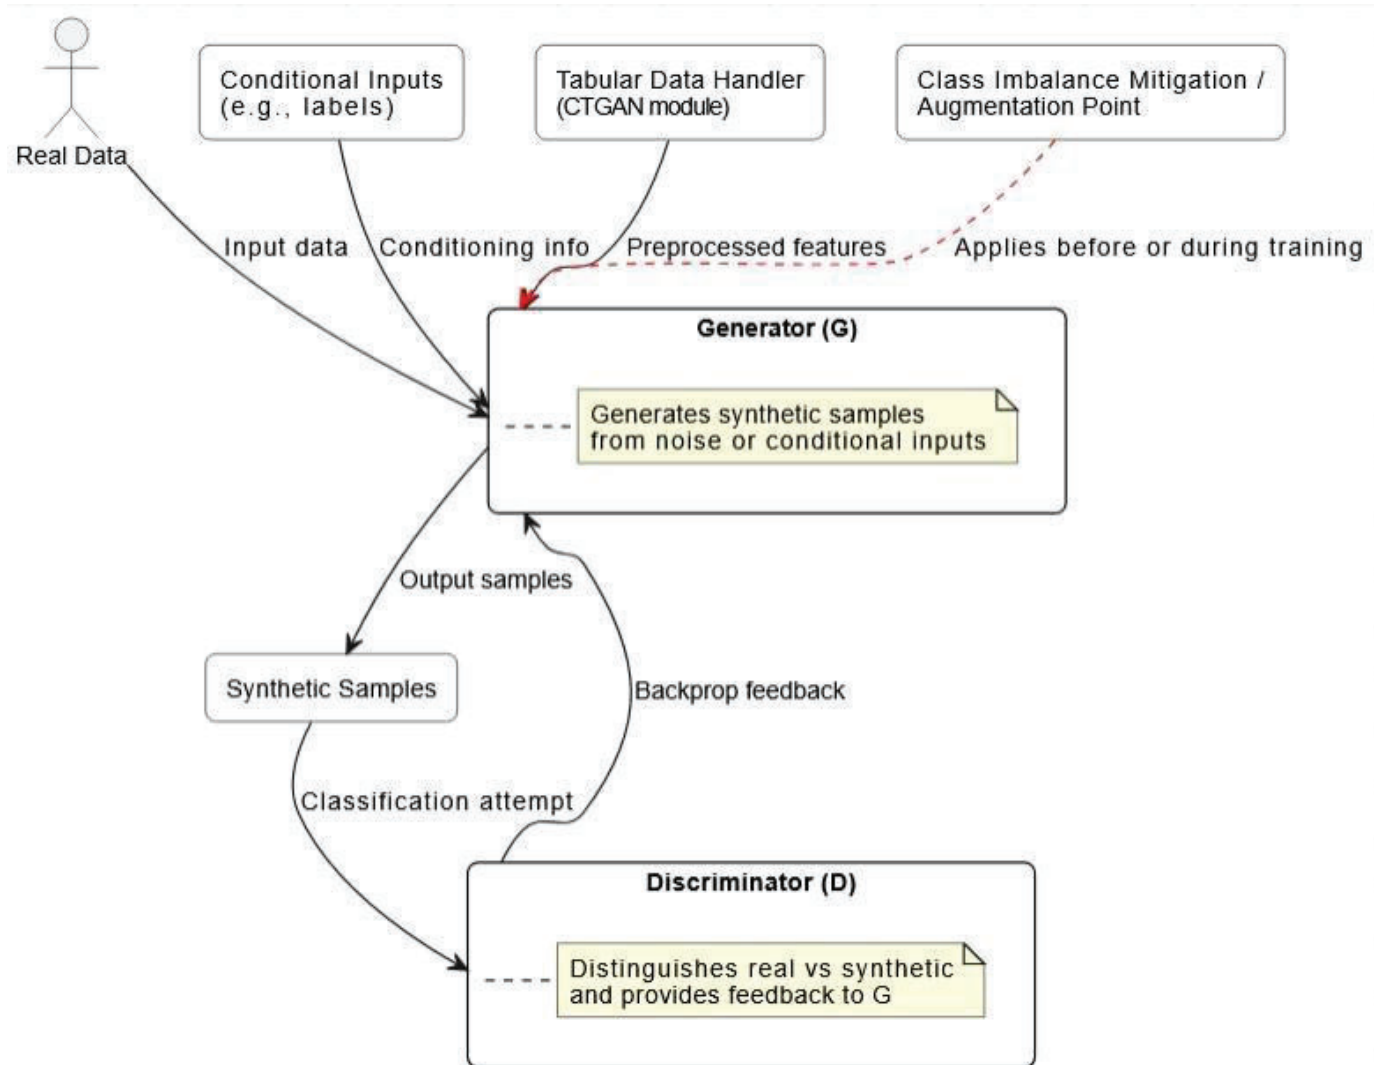 Conditional Inputs
(e.g., labels)
Tabular Data Handler
(CTGAN module)
Class Imbalance Mitigation /
Augmentation Point
Real Data
Input data
Conditioning info
Preprocessed features
Applies before or during training
Generator (G)
Generates synthetic samples
from noise or conditional inputs
Output samples
Synthetic Samples
Backprop feedback
Classification attempt
Discriminator (D)
Distinguishes real vs synthetic
and provides feedback to G